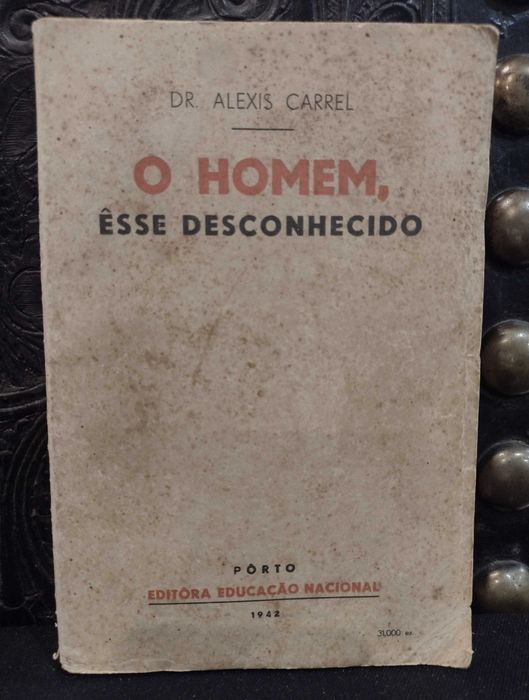 DR. ALEXIS CARREL
O HOMEM,
ÊSSE DESCONHECIDO
PÔRTO
EDITÔRA EDUCAÇÃO NACIONAL
1942
31,000 ex.